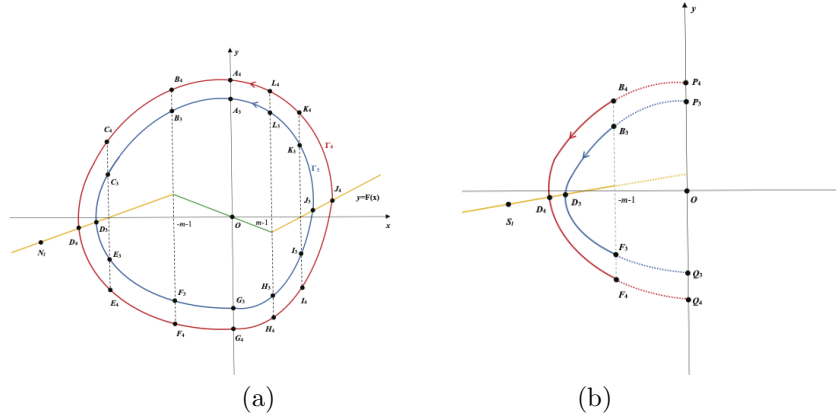 y
A₄
B₄
L₄
A₃
B₃
L₃
K₄
C₄
K₃
Γ₄
Γ₃
C₃
J₃
J₄
y=F(x)
-m-1
O
m-1
x
D₄
D₃
N₁
E₃
I₃
F₃
H₃
E₄
G₃
I₄
F₄
G₄
H₄
(a)
y
B₄
P₄
P₃
B₃
D₄
D₃
-m-1
O
x
S₁
F₃
Q₃
F₄
Q₄
(b)